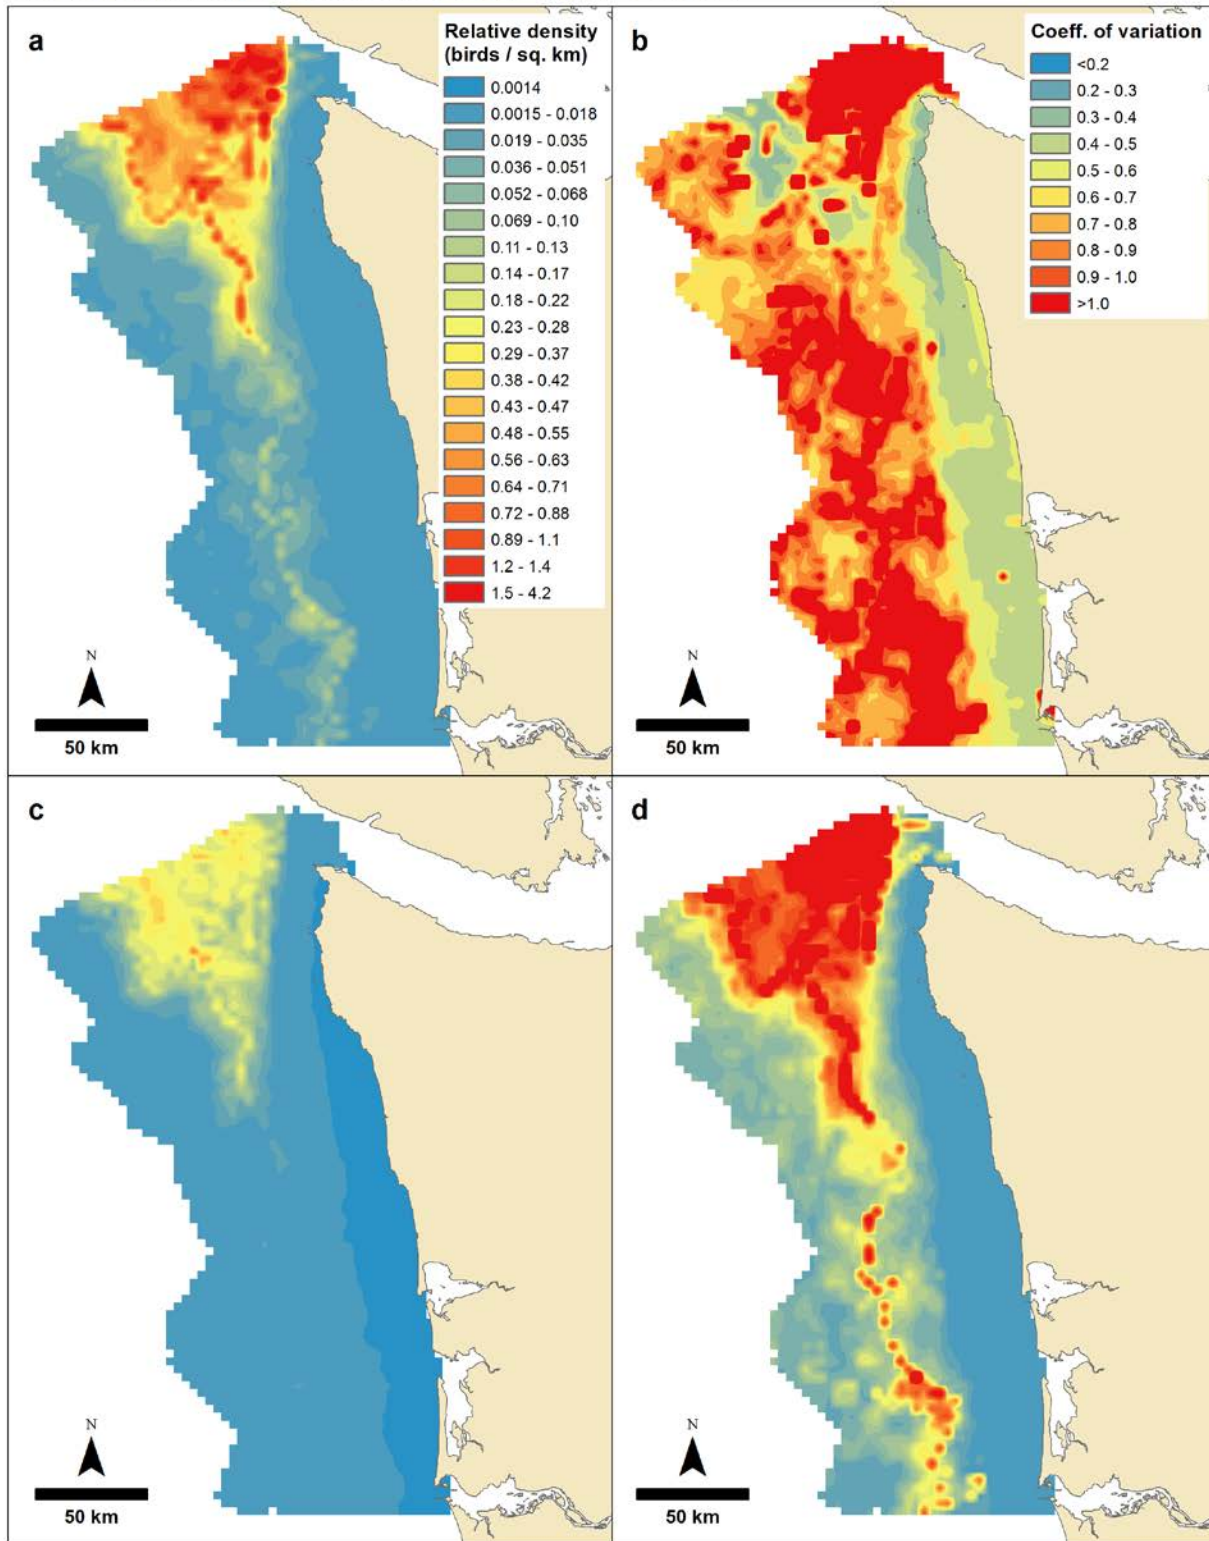 a
Relative density
(birds / sq. km)
0.0014
0.0015 - 0.018
0.019 - 0.035
0.036 - 0.051
0.052 - 0.068
0.069 - 0.10
0.11 - 0.13
0.14 - 0.17
0.18 - 0.22
0.23 - 0.28
0.29 - 0.37
0.38 - 0.42
0.43 - 0.47
0.48 - 0.55
0.56 - 0.63
0.64 - 0.71
0.72 - 0.88
0.89 - 1.1
1.2 - 1.4
1.5 - 4.2
N
50 km
b
Coeff. of variation
<0.2
0.2 - 0.3
0.3 - 0.4
0.4 - 0.5
0.5 - 0.6
0.6 - 0.7
0.7 - 0.8
0.8 - 0.9
0.9 - 1.0
>1.0
N
50 km
c
N
50 km
d
N
50 km